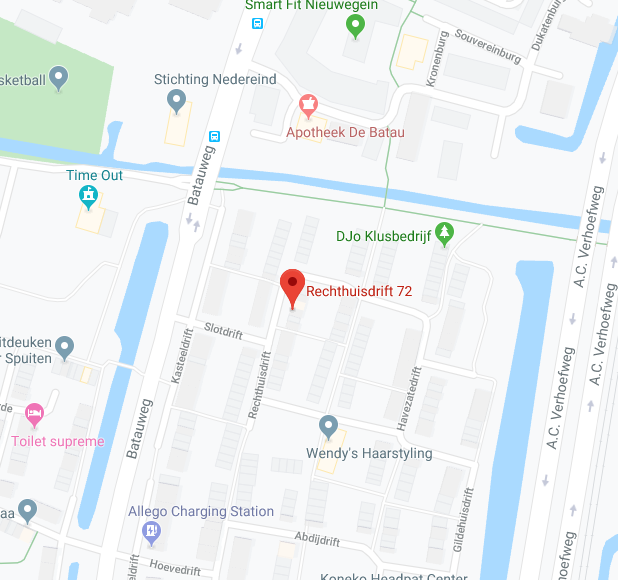 Smart Fit Nieuwegein
Dukatenburg
Souvereinburg
Kronenburg
sketball
Stichting Nedereind
Apotheek De Batau
Time Out
Batauweg
A.C. Verhoefweg
DJo Klusbedrijf
A.C. Verhoefweg
Rechthuisdrift 72
Slotdrift
Kasteeldrift
itdeuken
r Spuiten
Rechthuisdrift
Havezatedrift
A.C. Verhoefweg
rde
Toilet supreme
Batauweg
Wendy's Haarstyling
aa
Allego Charging Station
Gildehuisdrift
Abdijdrift
Hoevedrift
eeldrift
Koneko Headpat Center